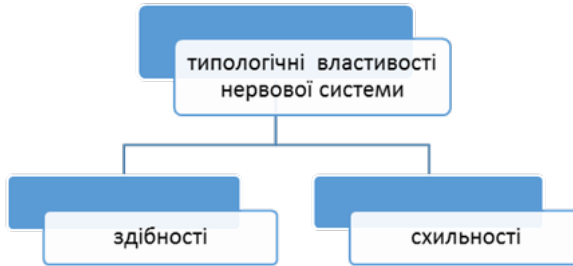 типологічні властивості
нервової системи
здібності
схильності